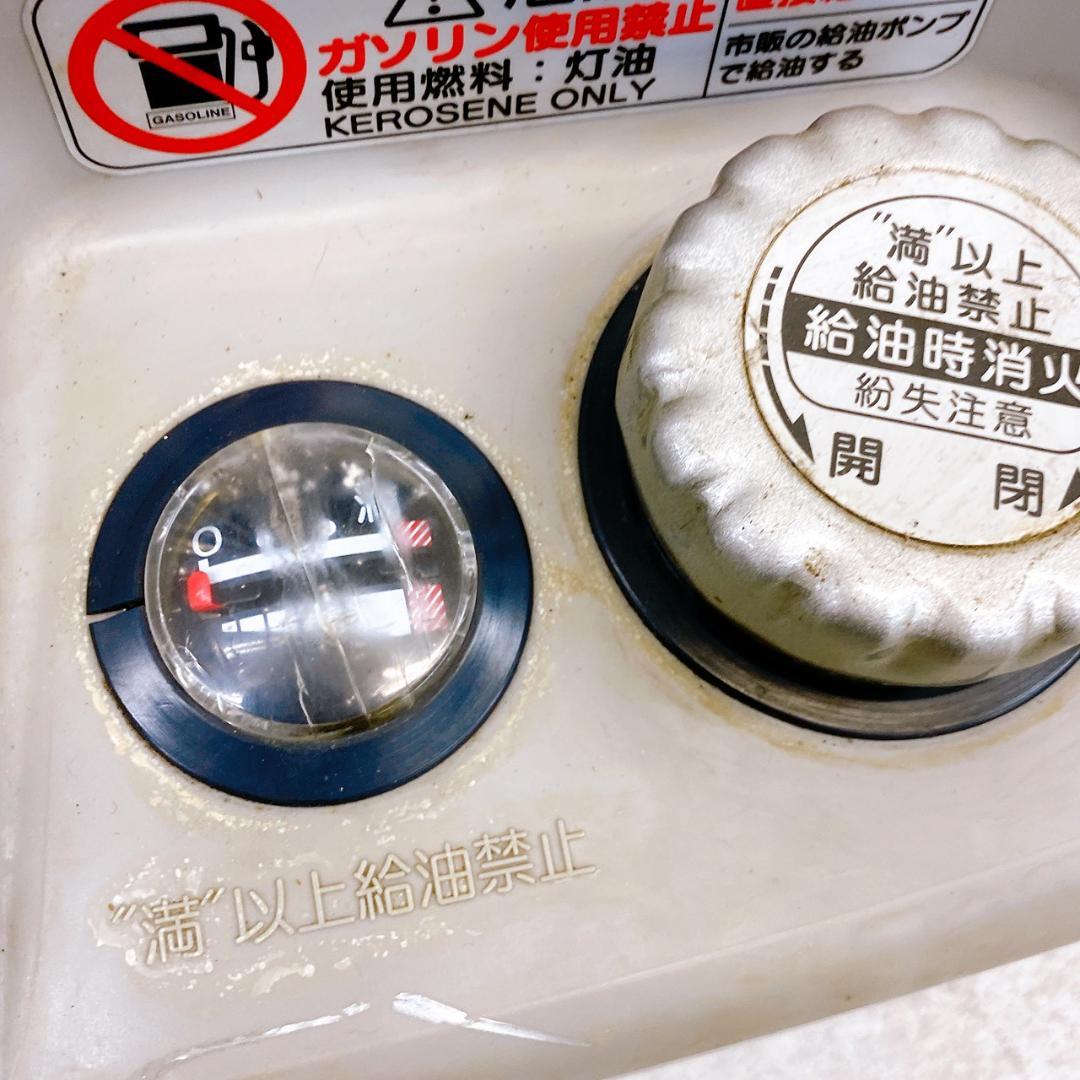 ガソリン使用禁止
使用燃料：灯油
KEROSENE ONLY
GASOLINE
市販の給油ポンプ
で給油する
"満"以上
給油禁止
給油時消火
紛失注意
開 閉
O
"満"以上給油禁止